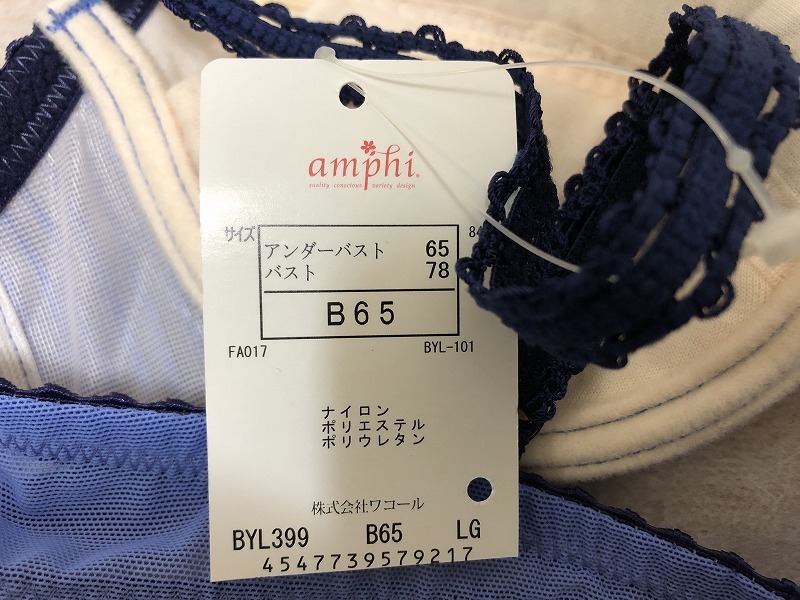 amphi®
quality conscious variety design
サイズ
アンダーバスト 65
バスト 78
B65
FA017 BYL-101
ナイロン
ポリエステル
ポリウレタン
株式会社ワコール
BYL399 B65 LG
4547739579217